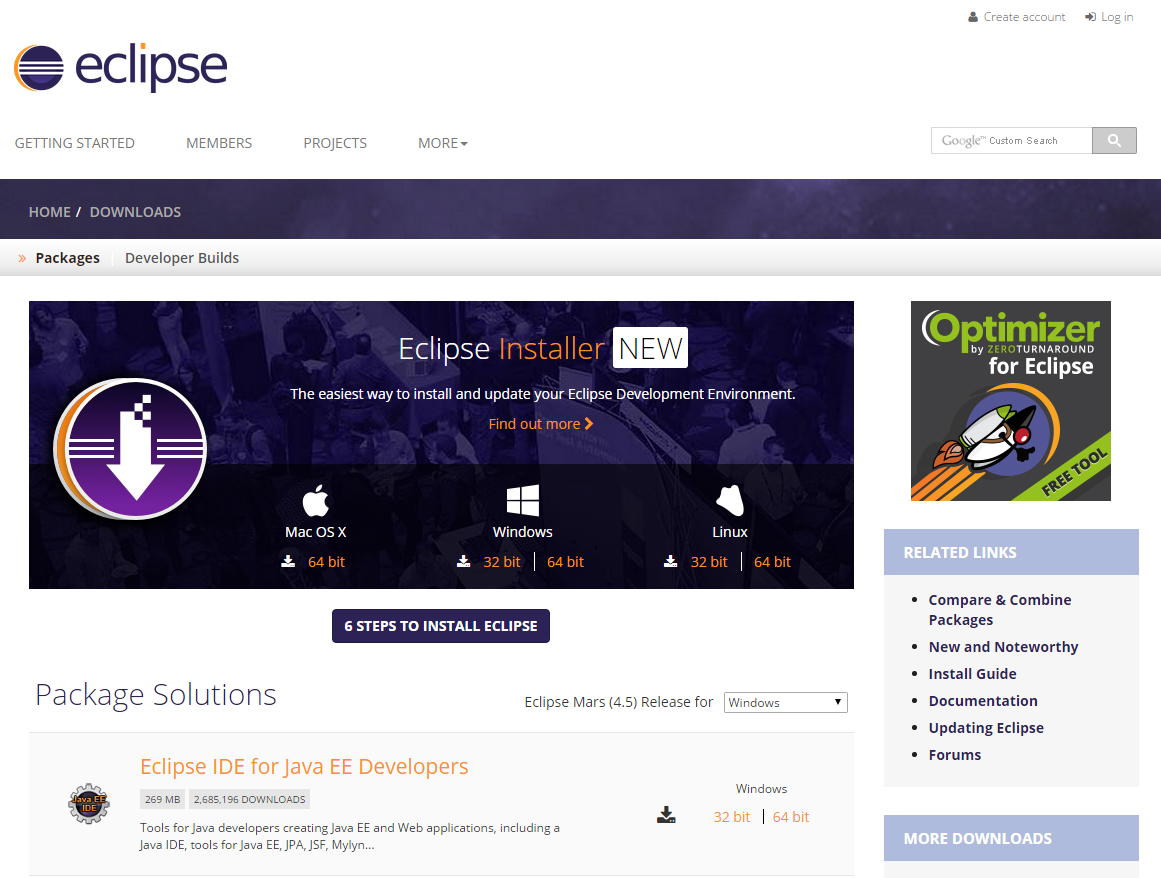 Create account Log in
eclipse
GETTING STARTED MEMBERS PROJECTS MORE
Google™ Custom Search
HOME / DOWNLOADS
» Packages Developer Builds
Eclipse Installer NEW
The easiest way to install and update your Eclipse Development Environment.
Find out more
Mac OS X Windows Linux
64 bit 32 bit 64 bit 32 bit 64 bit
Optimizer
by ZEROTURNAROUND
for Eclipse
FREE TOOL
6 STEPS TO INSTALL ECLIPSE
Package Solutions
Eclipse Mars (4.5) Release for Windows
Java EE
IDE
Eclipse IDE for Java EE Developers
269 MB 2,685,196 DOWNLOADS
Tools for Java developers creating Java EE and Web applications, including a
Java IDE, tools for Java EE, JPA, JSF, Mylyn...
Windows
32 bit 64 bit
RELATED LINKS
• Compare & Combine
Packages
• New and Noteworthy
• Install Guide
• Documentation
• Updating Eclipse
• Forums
MORE DOWNLOADS